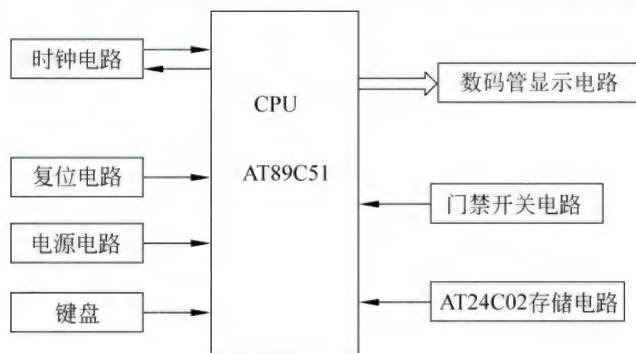 时钟电路
复位电路
电源电路
键盘
CPU
AT89C51
数码管显示电路
门禁开关电路
AT24C02存储电路